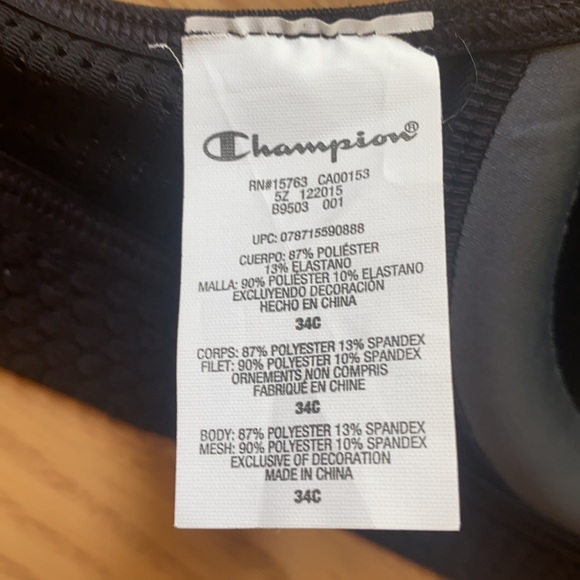 Champion®
RN#15763 CA00153
5Z 122015
B9503 001
UPC: 078715590888
CUERPO: 87% POLIÉSTER
13% ELASTANO
MALLA: 90% POLIÉSTER 10% ELASTANO
EXCLUYENDO DECORACIÓN
HECHO EN CHINA
34C
CORPS: 87% POLYESTER 13% SPANDEX
FILET: 90% POLYESTER 10% SPANDEX
ORNEMENTS NON COMPRIS
FABRIQUÉ EN CHINE
34C
BODY: 87% POLYESTER 13% SPANDEX
MESH: 90% POLYESTER 10% SPANDEX
EXCLUSIVE OF DECORATION
MADE IN CHINA
34C